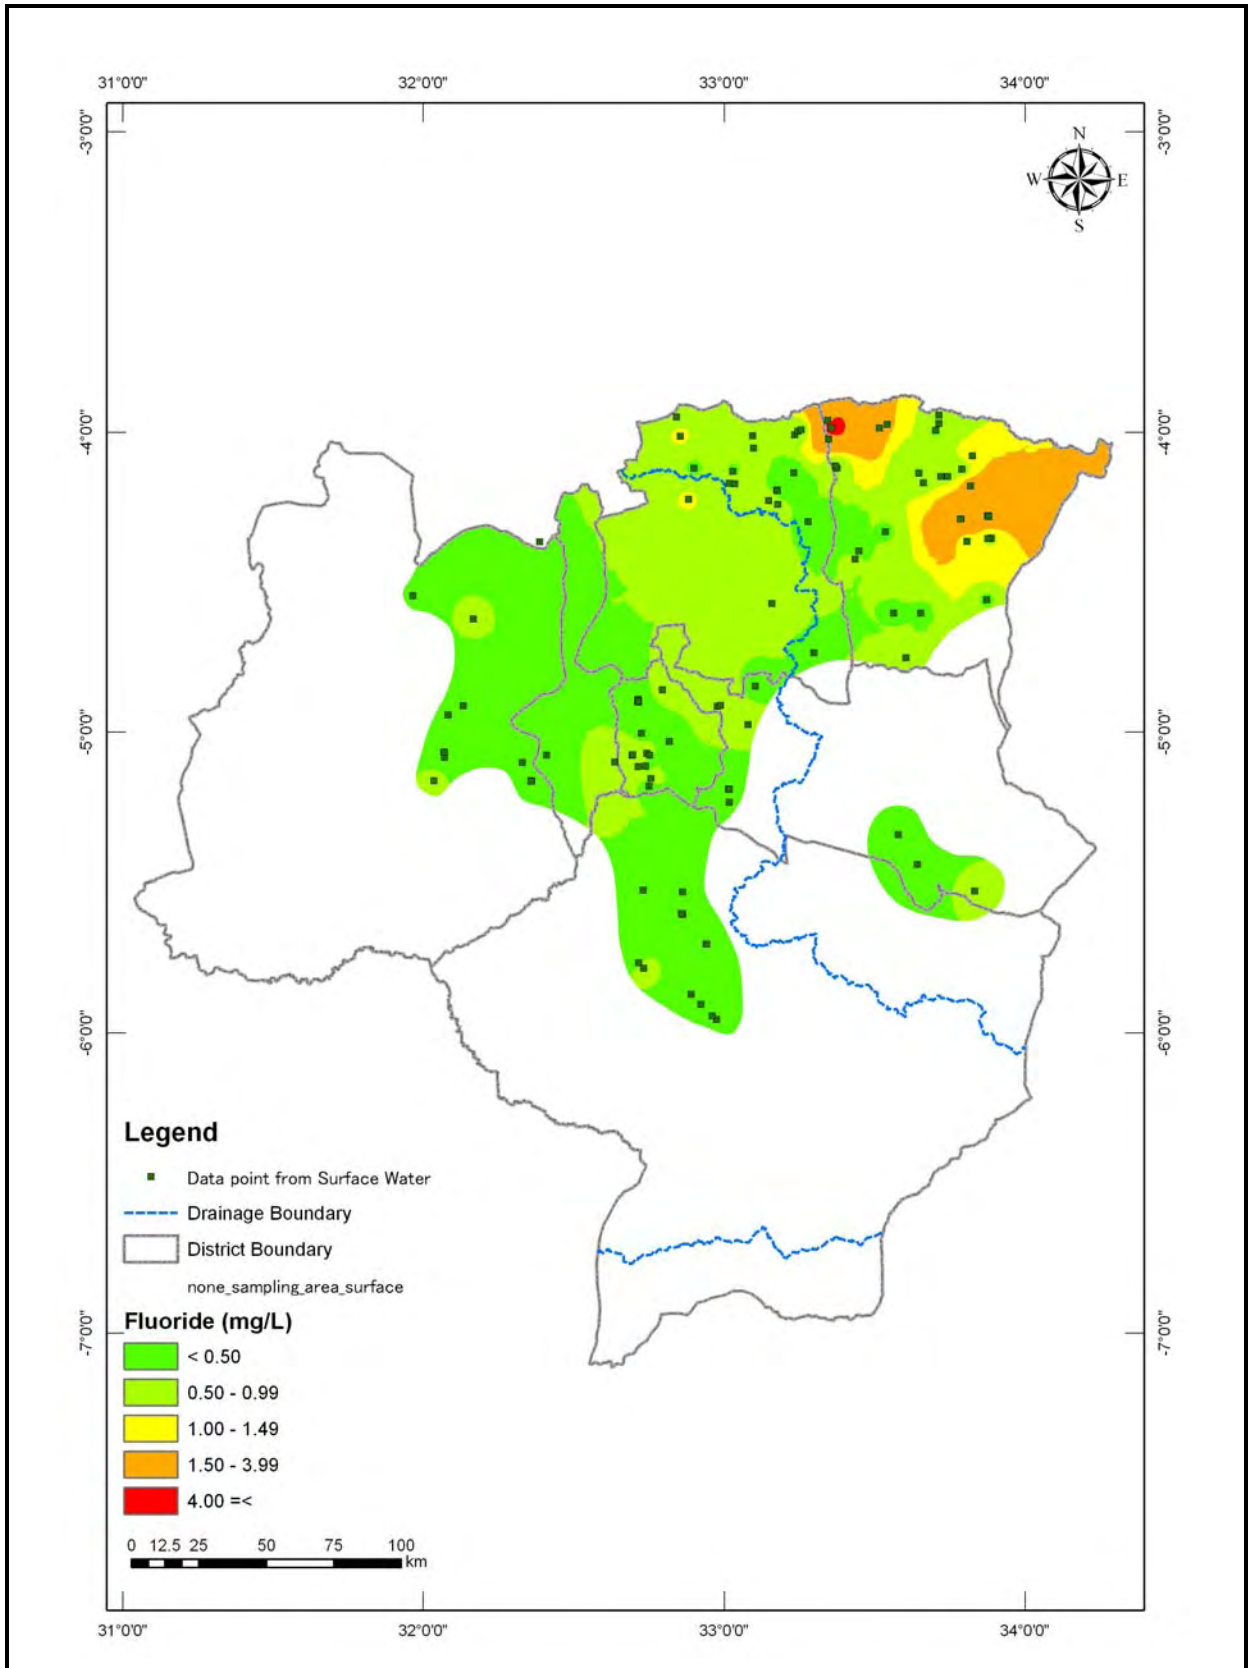 31°0'0" 32°0'0" 33°0'0" 34°0'0"
-3°0'0" -3°0'0"
N
W E
S
-4°0'0" -4°0'0"
-5°0'0" -5°0'0"
-6°0'0" -6°0'0"
Legend
Data point from Surface Water
Drainage Boundary
District Boundary
none_sampling_area_surface
Fluoride (mg/L)
-7°0'0" -7°0'0"
< 0.50
0.50 - 0.99
1.00 - 1.49
1.50 - 3.99
4.00 =<
0 12.5 25 50 75 100
km
31°0'0" 32°0'0" 33°0'0" 34°0'0"